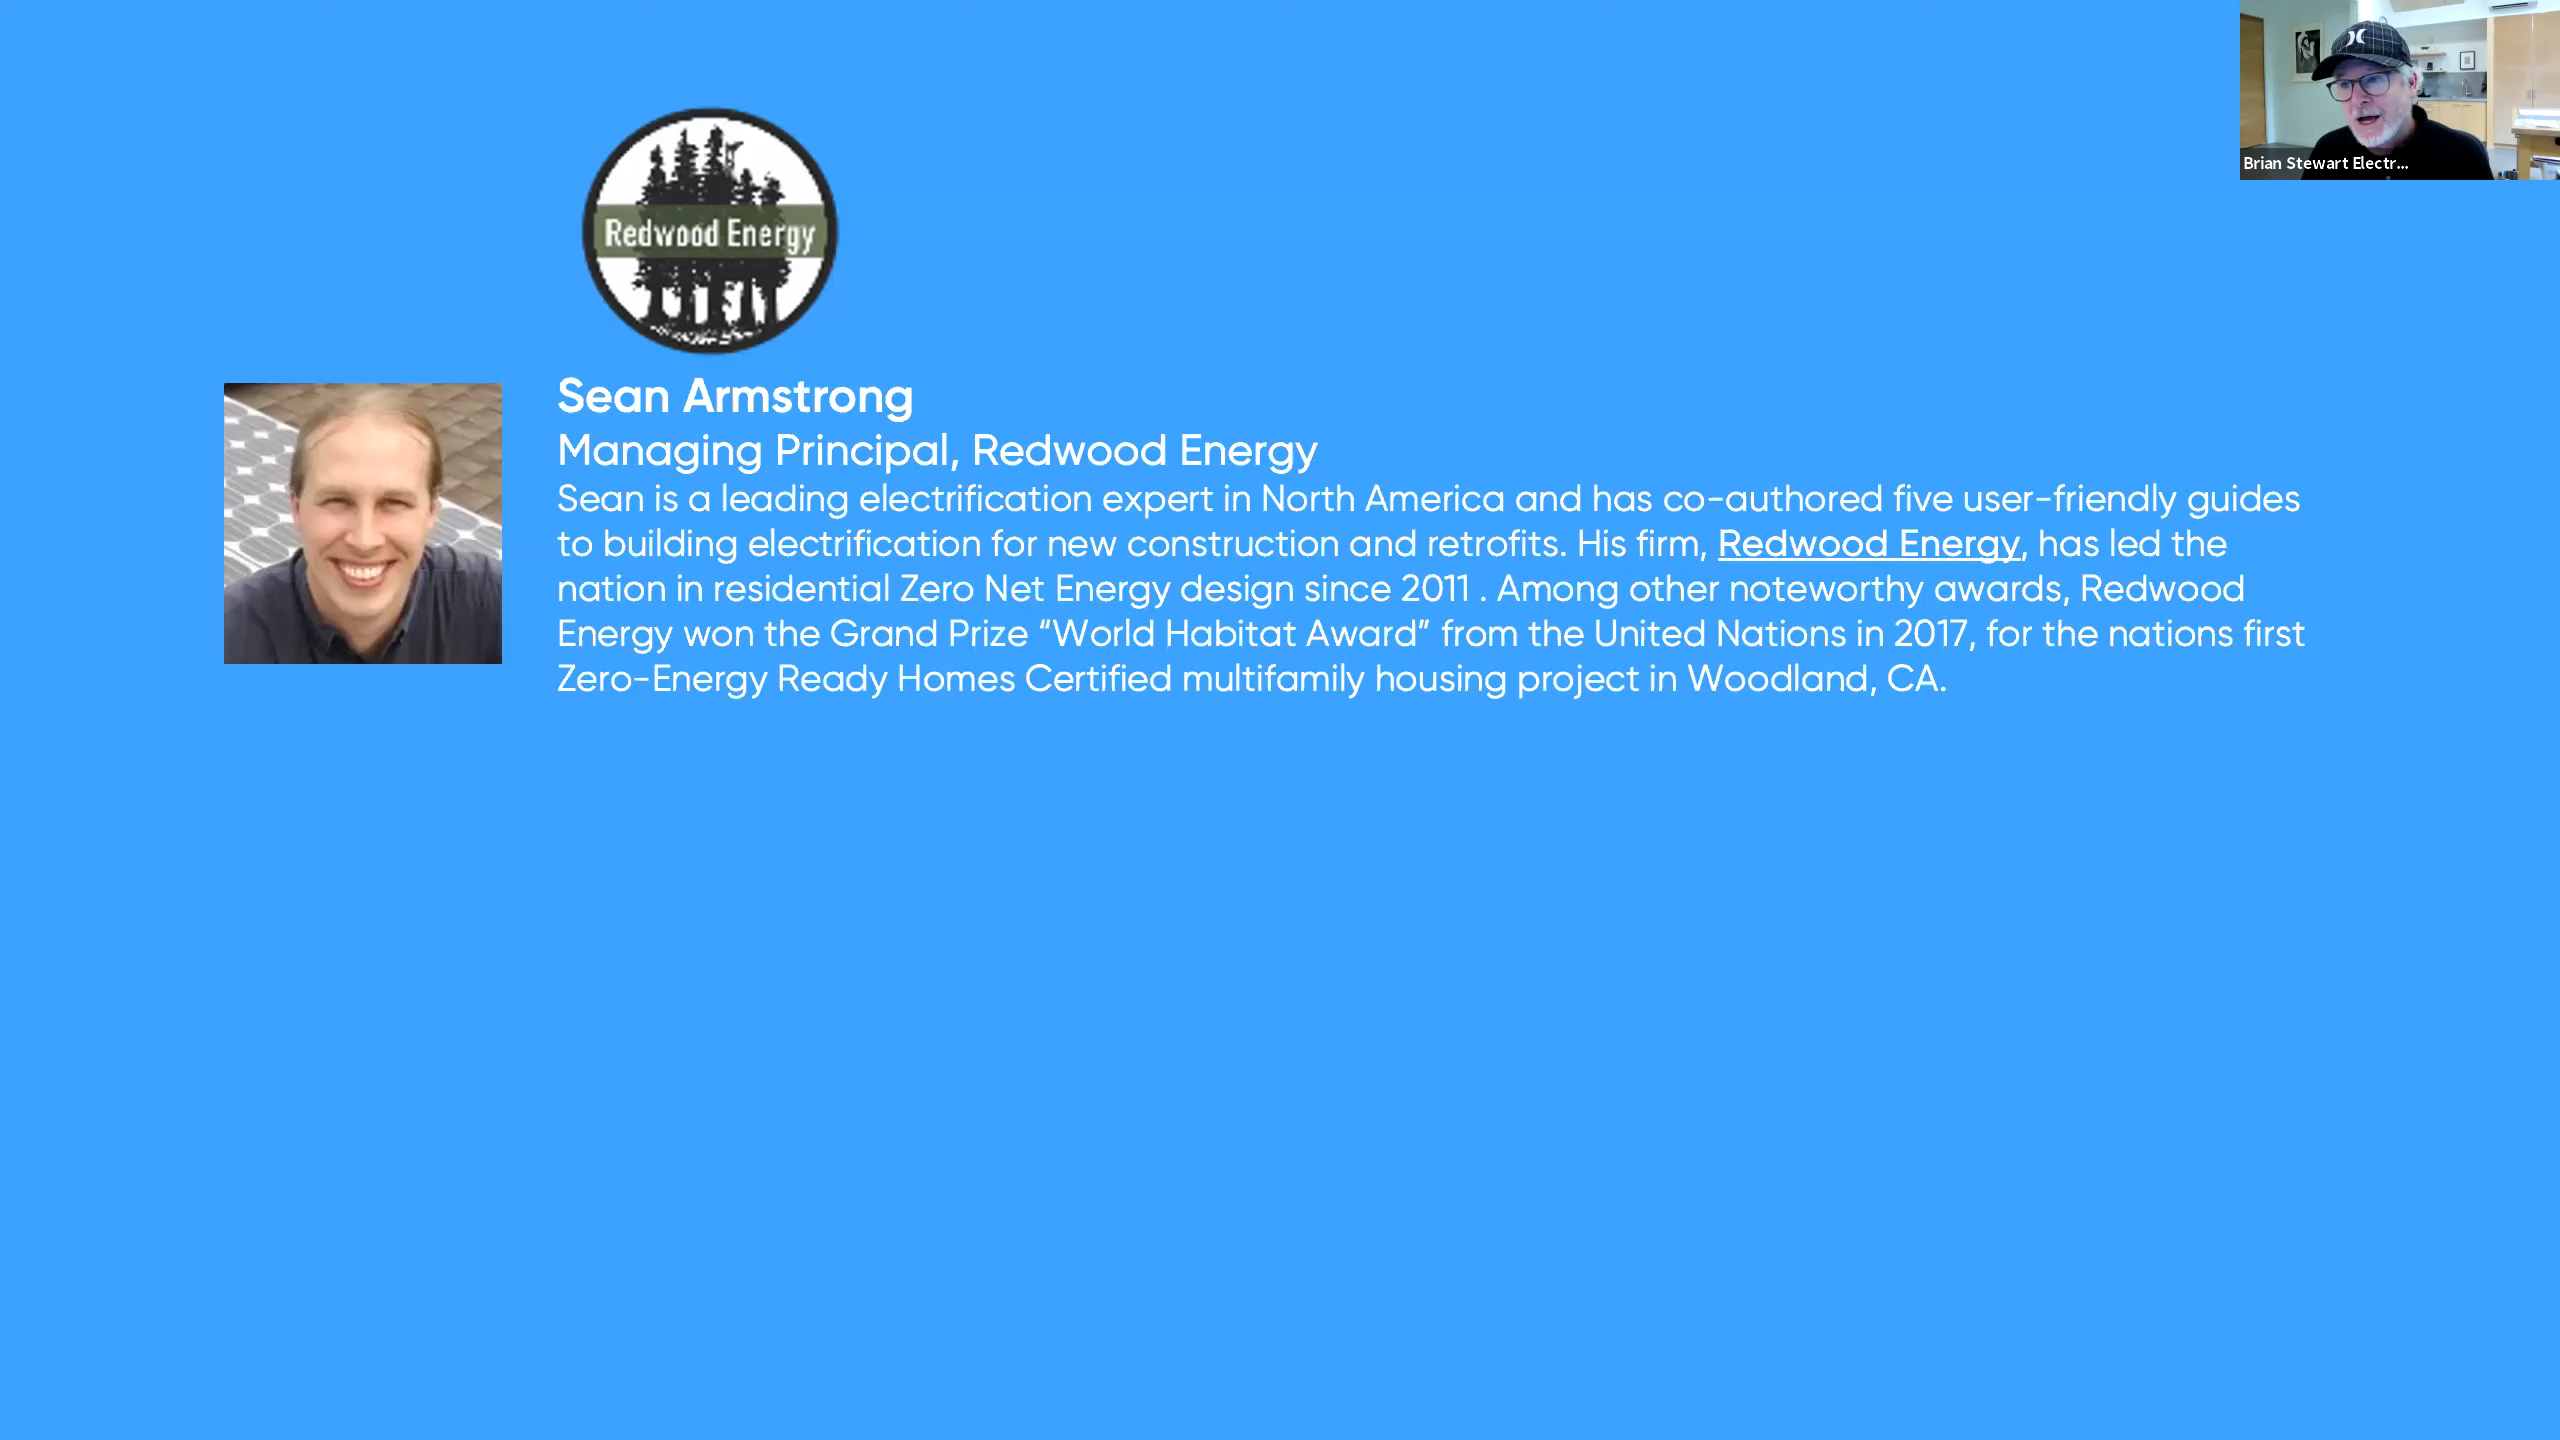 Brian Stewart Electr...
Redwood Energy
Sean Armstrong
Managing Principal, Redwood Energy
Sean is a leading electrification expert in North America and has co-authored five user-friendly guides
to building electrification for new construction and retrofits. His firm, Redwood Energy, has led the
nation in residential Zero Net Energy design since 2011 . Among other noteworthy awards, Redwood
Energy won the Grand Prize “World Habitat Award” from the United Nations in 2017, for the nations first
Zero-Energy Ready Homes Certified multifamily housing project in Woodland, CA.